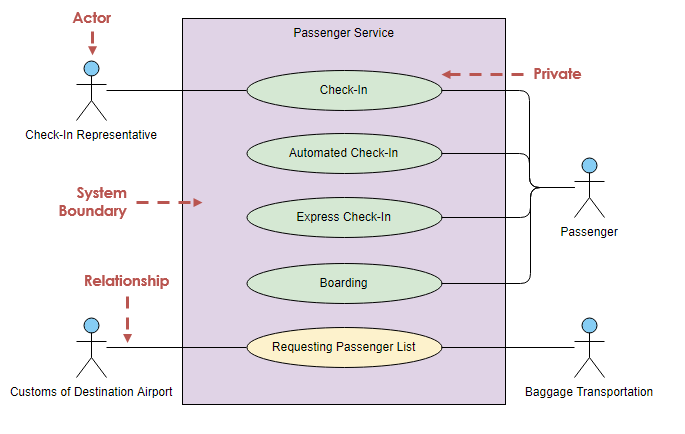 Actor
Passenger Service
Private
Check-In
Check-In Representative
Automated Check-In
System
Boundary
Express Check-In
Passenger
Relationship
Boarding
Requesting Passenger List
Customs of Destination Airport
Baggage Transportation